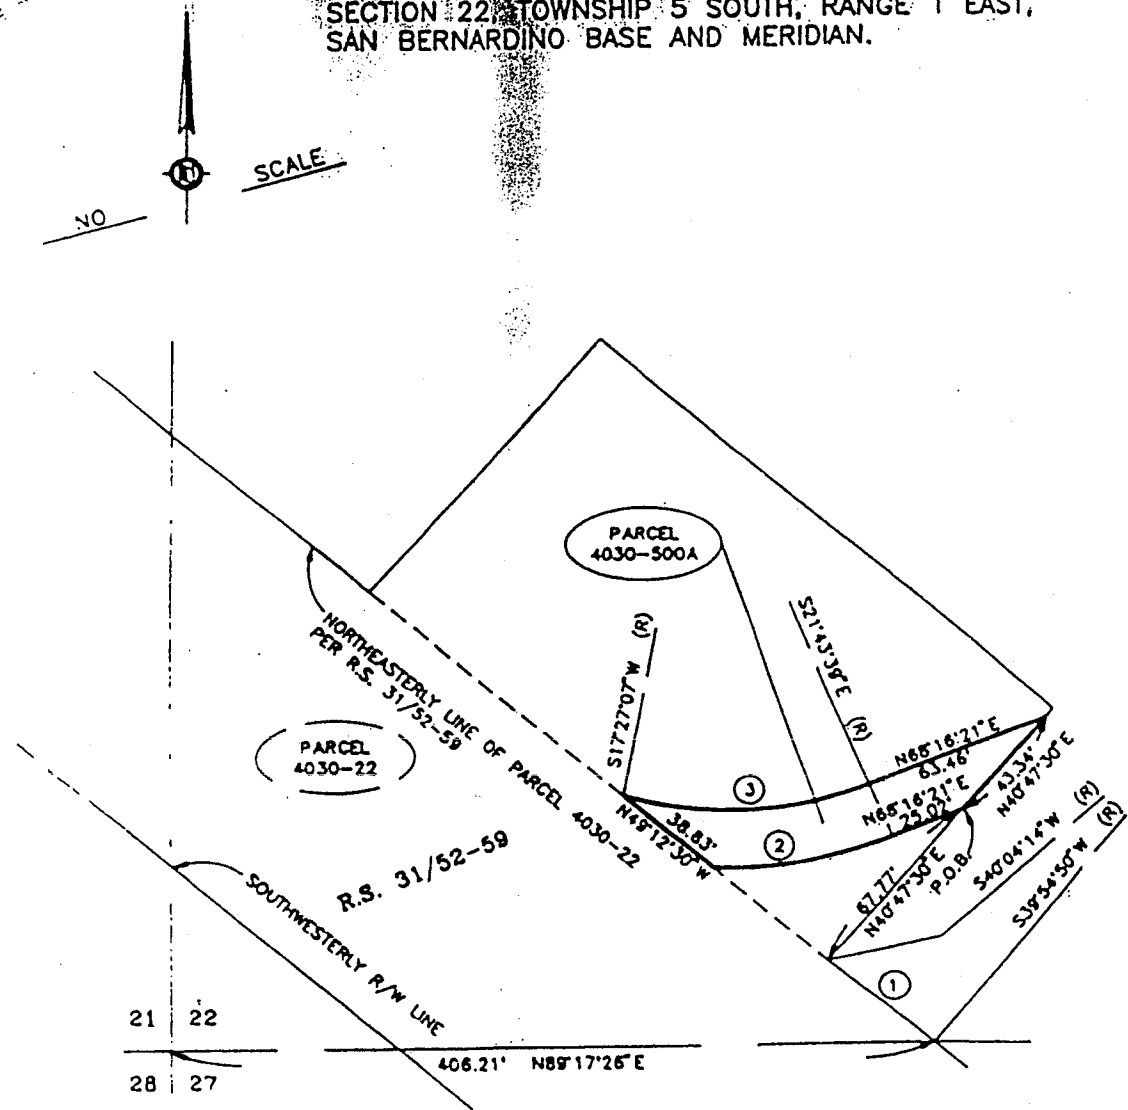 SECTION 22, TOWNSHIP 5 SOUTH, RANGE 1 EAST,
SAN BERNARDINO BASE AND MERIDIAN.
SCALE
NO
PARCEL
4030-500A
S17°27'07"W (R)
S21°43'39"E (R)
NORTHEASTERLY LINE OF PARCEL 4030-22
PER R.S. 31/52-59
PARCEL
4030-22
N68°16'21"E
63.46'
3
N68°16'21"E
25.02'
43.34'
N40°47'30"E
38.83'
N49°12'30"W
2
67.77'
N40°47'30"E
P.O.B.
S40°04'14"W (R)
S39°54'50"W (R)
R.S. 31/52-59
SOUTHWESTERLY R/W LINE
1
21 22
28 27
406.21' N89°17'26"E